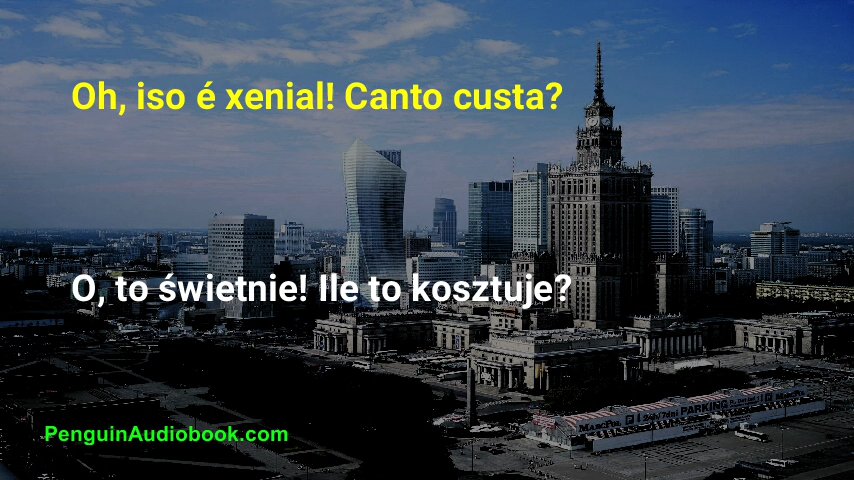 Oh, iso é xenial! Canto custa?
O, to świetnie! Ile to kosztuje?
PenguinAudiobook.com